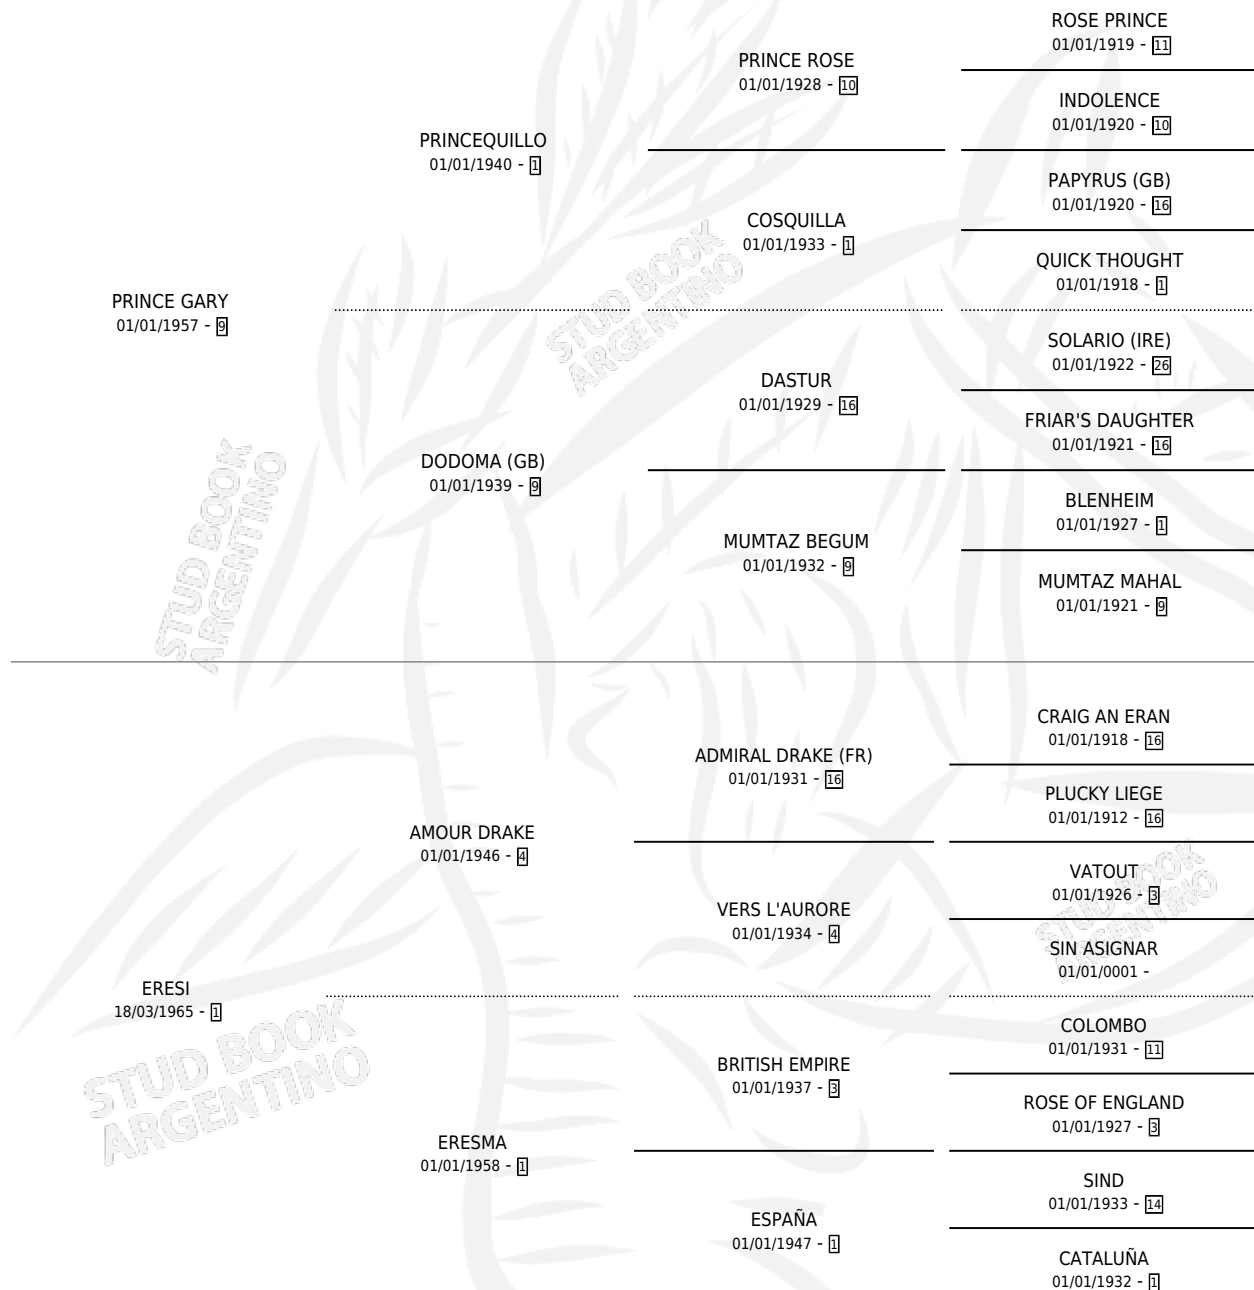 ROSE PRINCE
01/01/1919 - 11
PRINCE ROSE
01/01/1928 - 10
INDOLENCE
01/01/1920 - 10
PRINCEQUILLO
01/01/1940 - 1
PAPYRUS (GB)
01/01/1920 - 16
COSQUILLA
01/01/1933 - 1
QUICK THOUGHT
01/01/1918 - 1
PRINCE GARY
01/01/1957 - 9
STUD BOOK
ARGENTINO
SOLARIO (IRE)
01/01/1922 - 26
DASTUR
01/01/1929 - 16
FRIAR'S DAUGHTER
01/01/1921 - 16
DODOMA (GB)
01/01/1939 - 9
BLENHEIM
01/01/1927 - 1
MUMTAZ BEGUM
01/01/1932 - 9
MUMTAZ MAHAL
01/01/1921 - 9
STUD BOOK
ARGENTINO
CRAIG AN ERAN
01/01/1918 - 16
ADMIRAL DRAKE (FR)
01/01/1931 - 16
PLUCKY LIEGE
01/01/1912 - 16
AMOUR DRAKE
01/01/1946 - 4
VATOUT
01/01/1926 - 3
VERS L'AURORE
01/01/1934 - 4
STUD BOOK
ARGENTINO
SIN ASIGNAR
01/01/0001 -
ERESI
18/03/1965 - 1
COLOMBO
01/01/1931 - 11
BRITISH EMPIRE
01/01/1937 - 3
ROSE OF ENGLAND
01/01/1927 - 3
STUD BOOK
ARGENTINO
ERESMA
01/01/1958 - 1
SIND
01/01/1933 - 14
ESPAÑA
01/01/1947 - 1
CATALUÑA
01/01/1932 - 1